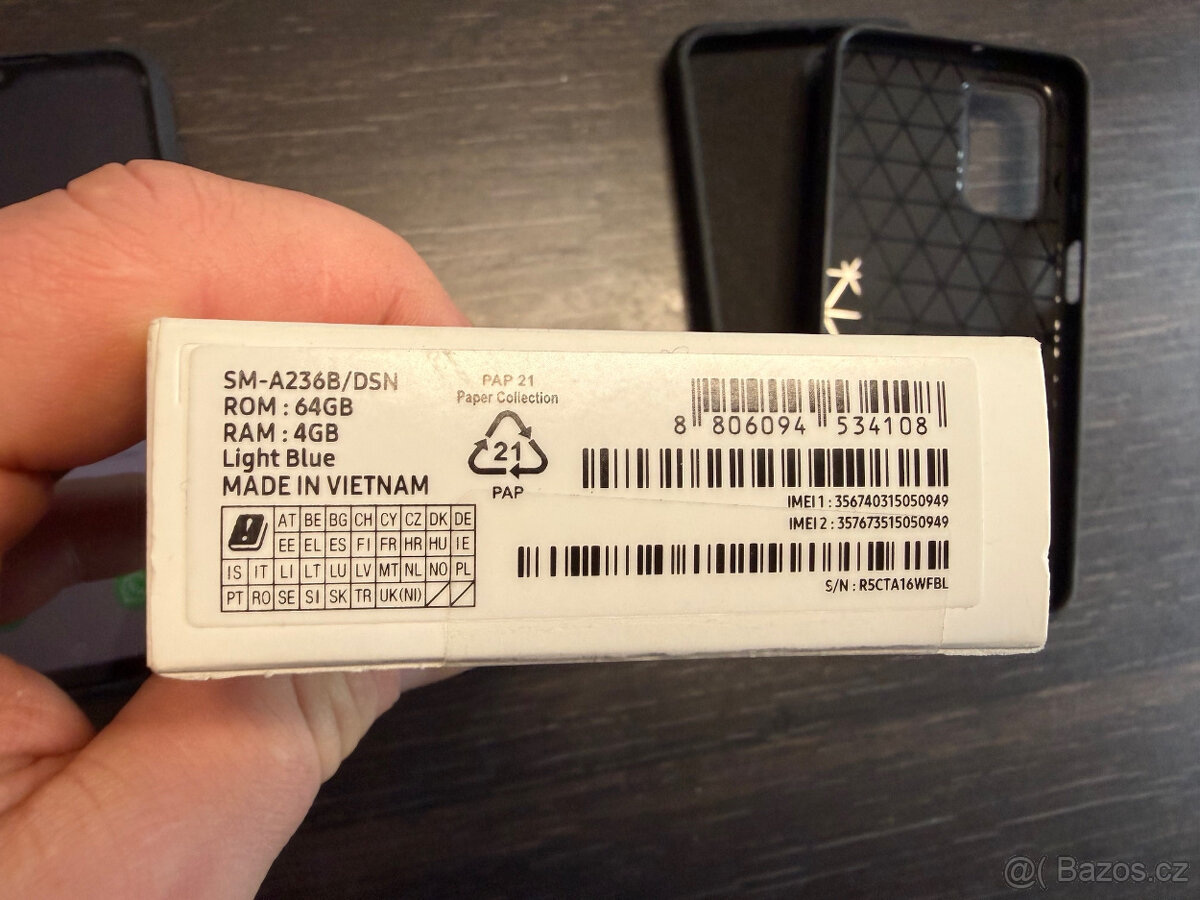 SM-A236B/DSN
ROM : 64GB
RAM : 4GB
Light Blue
MADE IN VIETNAM
PAP 21
Paper Collection
21
PAP
8 806094 534108
IMEI 1 : 356740315050949
IMEI 2 : 357673515050949
S/N : R5CTA16WFBL
AT BE BG CH CY CZ DK DE
EE EL ES FI FR HR HU IE
IS IT LI LT LU LV MT NL NO PL
PT RO SE SI SK TR UK(NI)
@( Bazos.cz